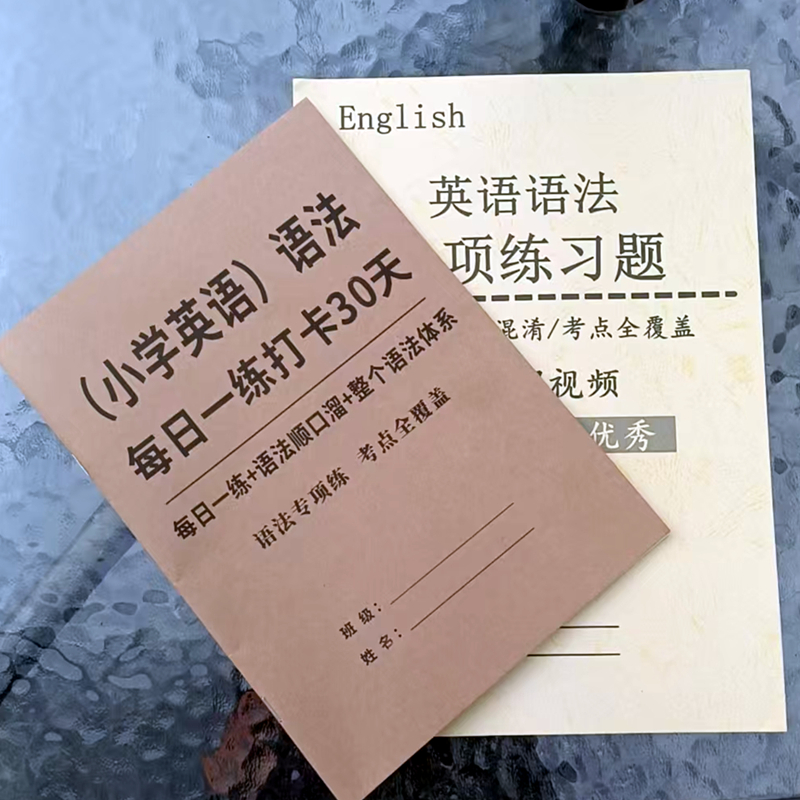 （小学英语）语法
每日一练打卡30天
每日一练+语法顺口溜+整个语法体系
语法专项练 考点全覆盖
班级：
姓名：
English
英语语法
项练习题
混淆/考点全覆盖
视频
优秀